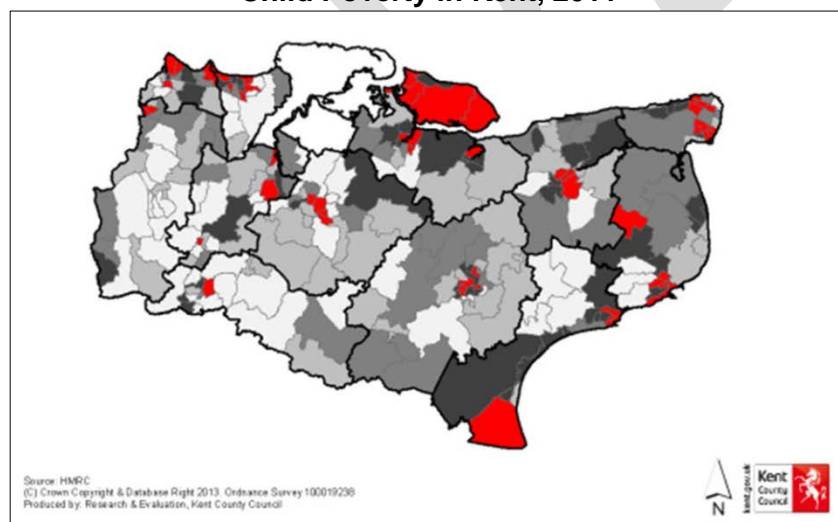 Child Poverty in Kent, 2011
Source: HMRC
(C) Crown Copyright & Database Right 2013. Ordnance Survey 100019238
Produced by: Research & Evaluation, Kent County Council
N
kent.gov.uk
Kent
County
Council